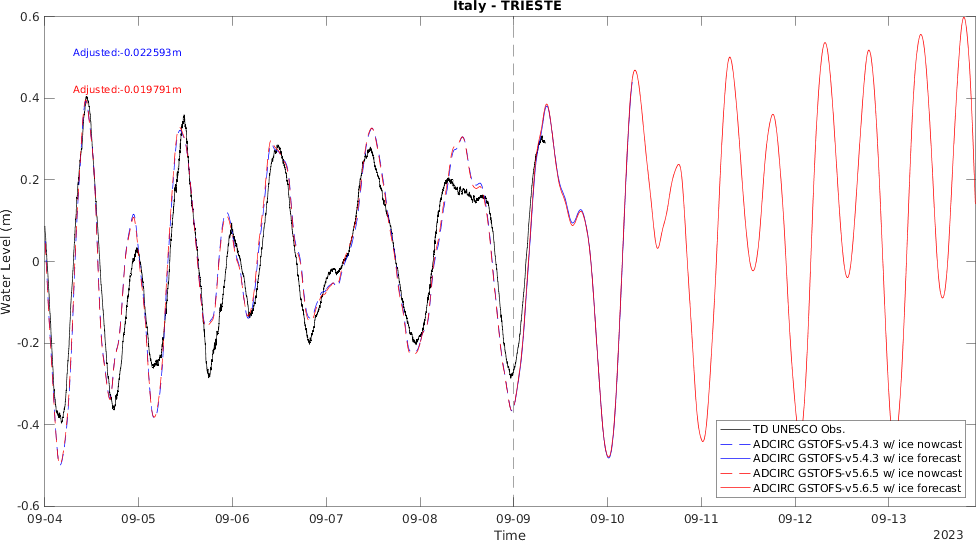 Italy - TRIESTE
0.6
Adjusted:-0.022593m
Adjusted:-0.019791m
0.4
0.2
0
-0.2
-0.4
-0.6
Water Level (m)
TD UNESCO Obs.
ADCIRC GSTOFS-v5.4.3 w/ ice nowcast
ADCIRC GSTOFS-v5.4.3 w/ ice forecast
ADCIRC GSTOFS-v5.6.5 w/ ice nowcast
ADCIRC GSTOFS-v5.6.5 w/ ice forecast
09-04 09-05 09-06 09-07 09-08 09-09 09-10 09-11 09-12 09-13
Time
2023